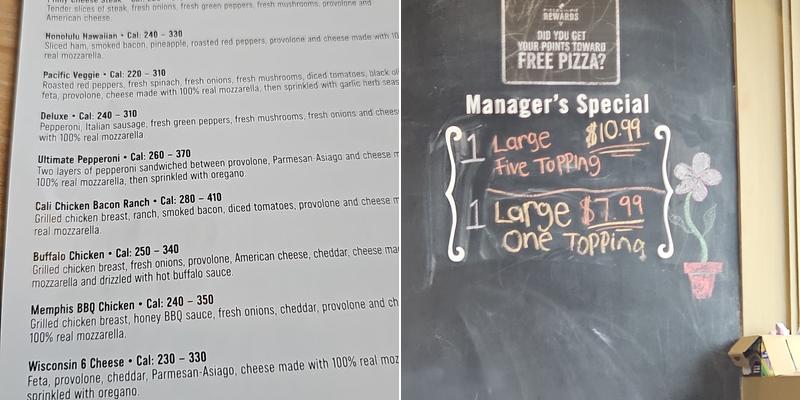 Philly Cheese Steak
Tender slices of steak, fresh onions, fresh green peppers, fresh mushrooms, provolone and
American cheese.
Honolulu Hawaiian • Cal: 240 – 330
Sliced ham, smoked bacon, pineapple, roasted red peppers, provolone and cheese made with 10
real mozzarella.
Pacific Veggie • Cal: 220 – 310
Roasted red peppers, fresh spinach, fresh onions, fresh mushrooms, diced tomatoes, black
feta, provolone, cheese made with 100% real mozzarella, then sprinkled with garlic herb
Deluxe • Cal: 240 – 310
Pepperoni, Italian sausage, fresh green peppers, fresh mushrooms, fresh onions and
with 100% real mozzarella
Ultimate Pepperoni • Cal: 260 – 370
Two layers of pepperoni sandwiched between provolone, Parmesan-Asiago and cheese
100% real mozzarella, then sprinkled with oregano.
Cali Chicken Bacon Ranch • Cal: 280 – 410
Grilled chicken breast, ranch, smoked bacon, diced tomatoes, provolone and cheese
real mozzarella.
Buffalo Chicken • Cal: 250 – 340
Grilled chicken breast, fresh onions, provolone, American cheese, cheddar, cheese
mozzarella and drizzled with hot buffalo sauce.
Memphis BBQ Chicken • Cal: 240 – 350
Grilled chicken breast, honey BBQ sauce, fresh onions, cheddar, provolone and
100% real mozzarella.
Wisconsin 6 Cheese • Cal: 230 – 330
Feta, provolone, cheddar, Parmesan-Asiago, cheese made with 100% real
sprinkled with oregano.
REWARDS
DID YOU GET
YOUR POINTS TOWARD
FREE PIZZA?
Manager's Special
1 Large $10.99
Five Topping
1 Large $7.99
One Topping